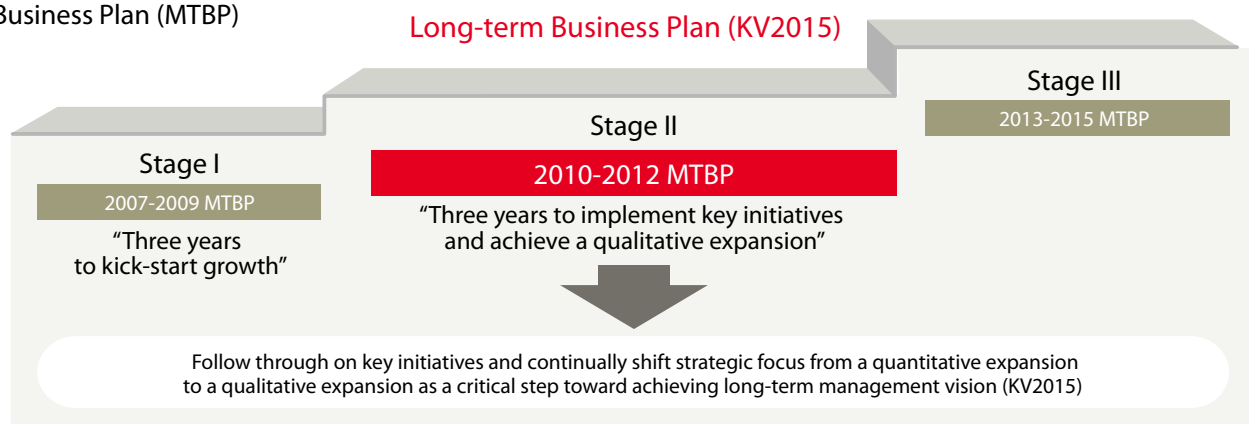 Business Plan (MTBP)
Long-term Business Plan (KV2015)
Stage I
2007-2009 MTBP
“Three years
to kick-start growth”
Stage II
2010-2012 MTBP
“Three years to implement key initiatives
and achieve a qualitative expansion”
Stage III
2013-2015 MTBP
Follow through on key initiatives and continually shift strategic focus from a quantitative expansion
to a qualitative expansion as a critical step toward achieving long-term management vision (KV2015)